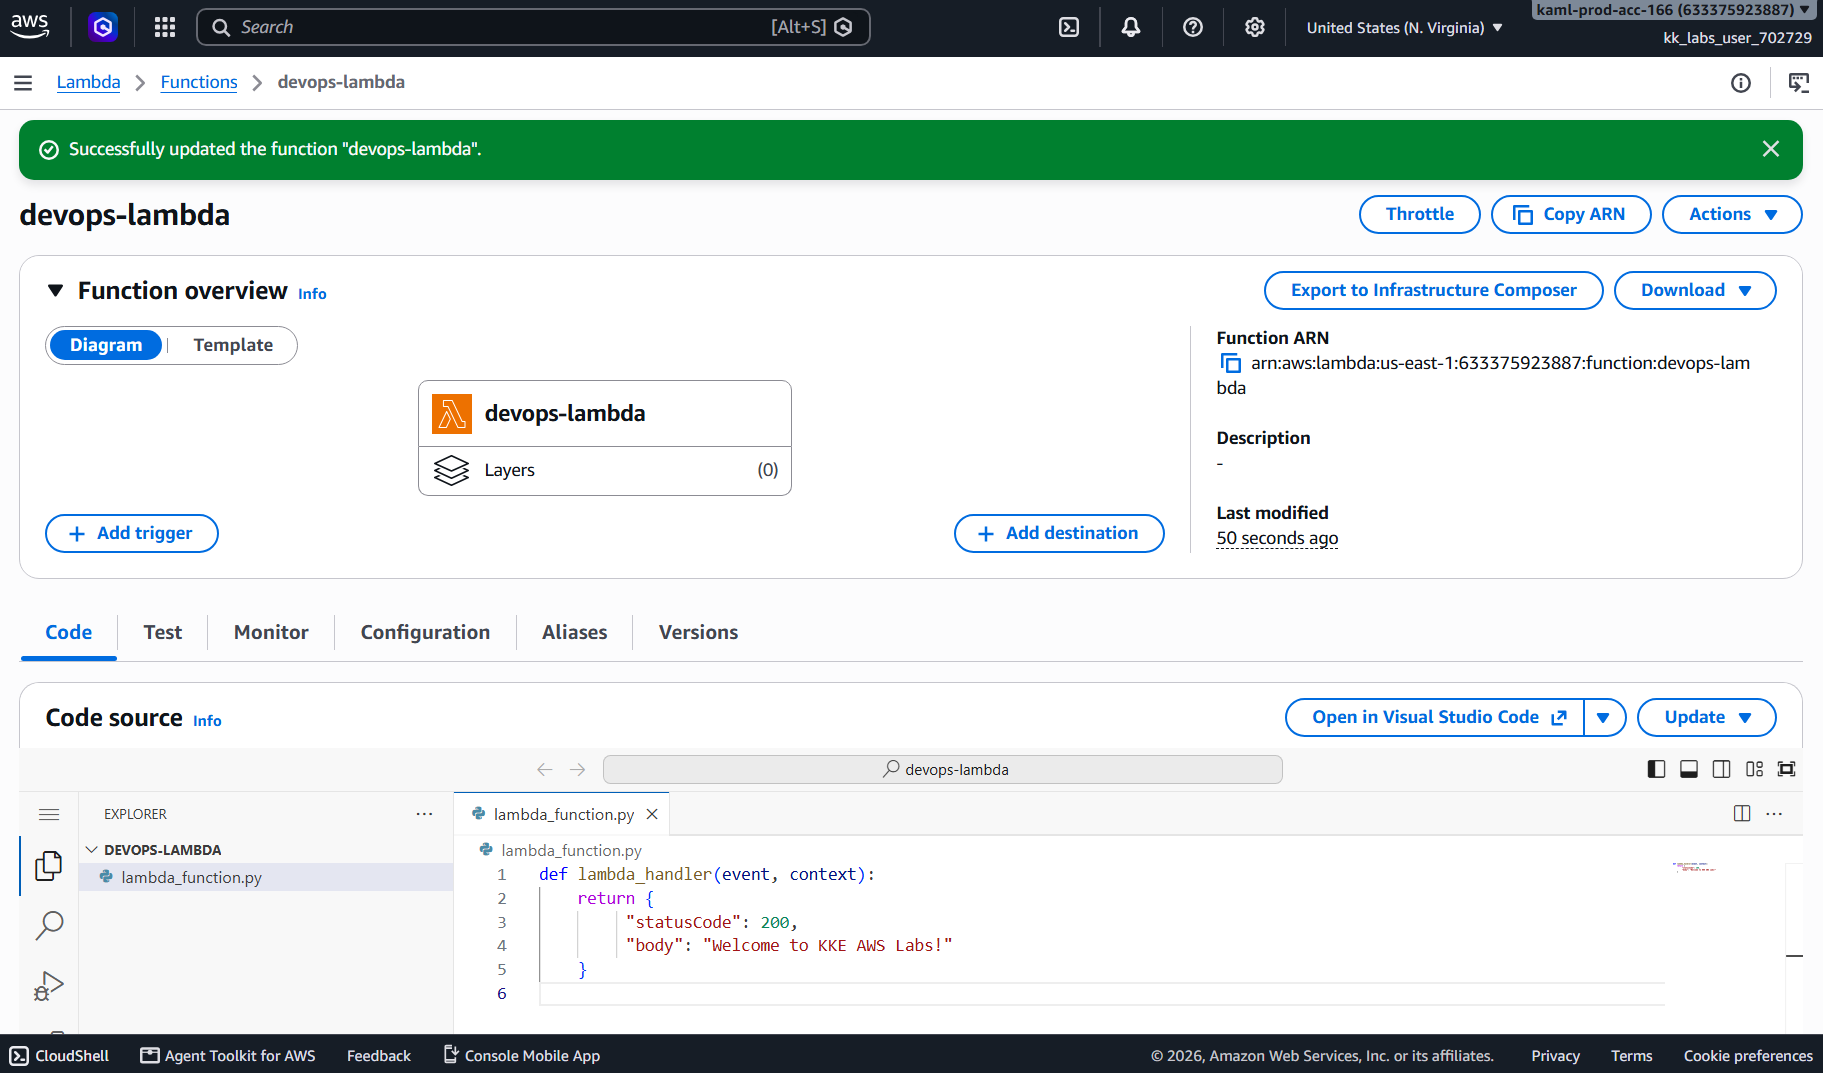 aws
Search
[Alt+S]
United States (N. Virginia)
kaml-prod-acc-166 (633375923887)
kk_labs_user_702729
Lambda
Functions
devops-lambda
Successfully updated the function "devops-lambda".
devops-lambda
Throttle
Copy ARN
Actions
Function overview
Info
Export to Infrastructure Composer
Download
Diagram
Template
devops-lambda
Layers
(0)
Add trigger
Add destination
Function ARN
arn:aws:lambda:us-east-1:633375923887:function:devops-lam
bda
Description
-
Last modified
50 seconds ago
Code
Test
Monitor
Configuration
Aliases
Versions
Code source
Info
Open in Visual Studio Code
Update
devops-lambda
EXPLORER
DEVOPS-LAMBDA
lambda_function.py
lambda_function.py
lambda_function.py
1 def lambda_handler(event, context):
2 return {
3 "statusCode": 200,
4 "body": "Welcome to KKE AWS Labs!"
5 }
6
CloudShell
Agent Toolkit for AWS
Feedback
Console Mobile App
© 2026, Amazon Web Services, Inc. or its affiliates.
Privacy
Terms
Cookie preferences